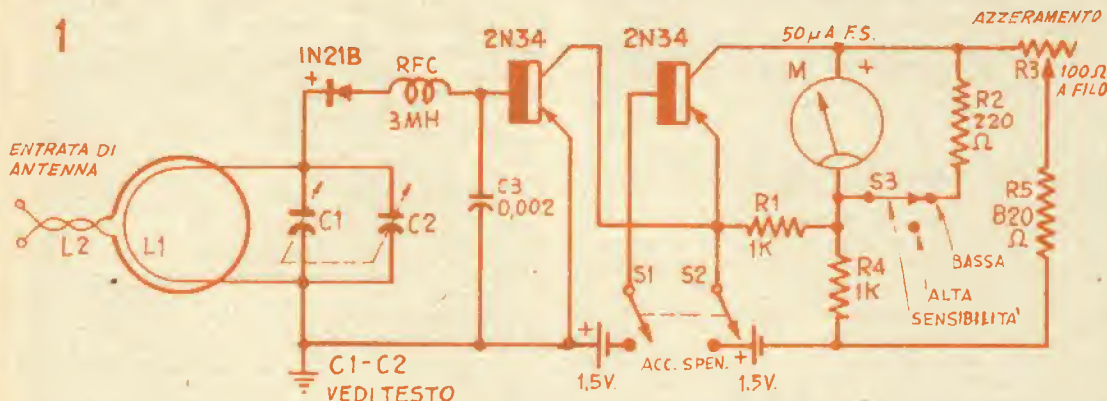 1
1N21B
+
RFC
3MH
2N34
2N34
50µA F.S.
M
+
AZZERAMENTO
R3
100Ω
A FILO
R2
220
Ω
ENTRATA DI
ANTENNA
L2
L1
C1
C2
C3
0,002
R1
1K
S3
R5
820
Ω
S1
S2
R4
1K
BASSA
'ALTA
SENSIBILITA'
+
1,5V.
ACC. SPEN.
+
1.5V.
C1-C2
VEDI TESTO